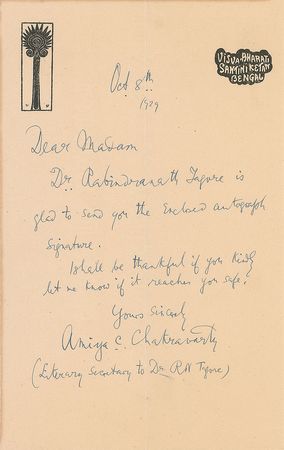 VISVA-BHARATI
SANTINIKETAN
BENGAL
Oct 8th
1929
Dear Madam
Dr. Rabindranath Tagore is
glad to send you the enclosed autograph
signature.
I shall be thankful if you kindly
let me know if it reaches you safe.
Yours sincerely
Amiya C. Chakravarty
(Literary Secretary to Dr. R N Tagore)